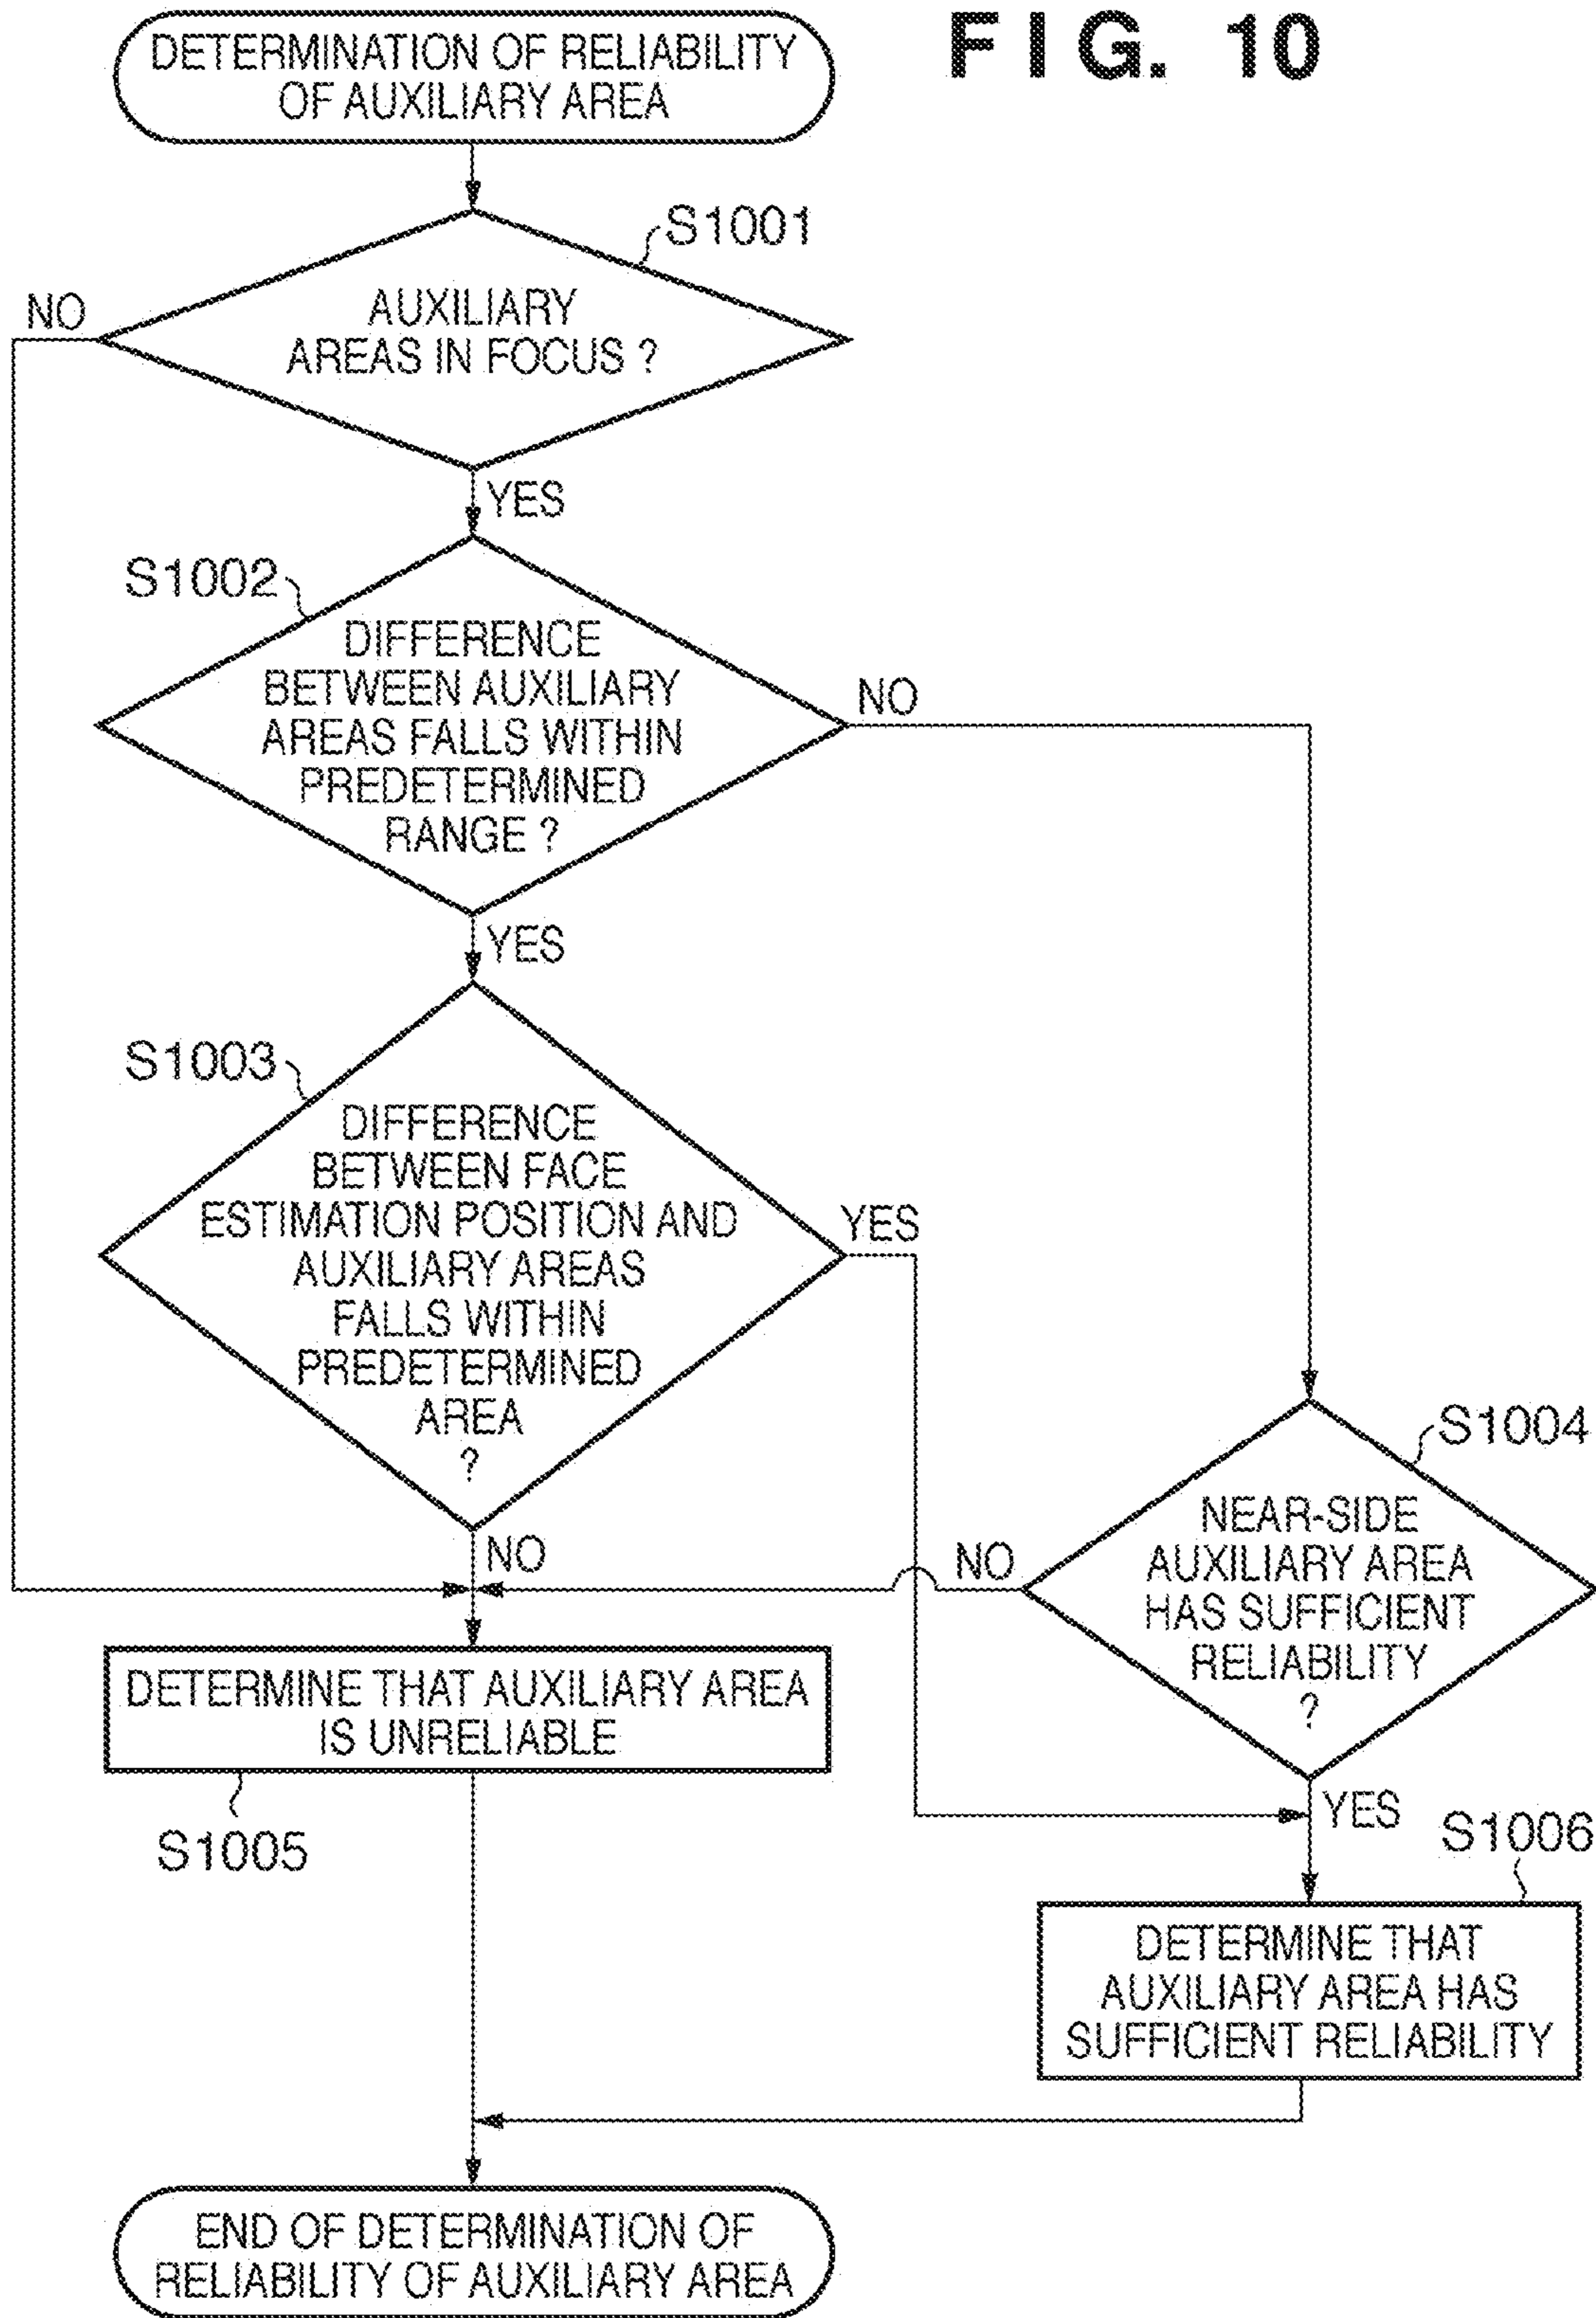 FIG. 10
DETERMINATION OF RELIABILITY
OF AUXILIARY AREA
S1001
NO
AUXILIARY
AREAS IN FOCUS ?
YES
S1002
DIFFERENCE
BETWEEN AUXILIARY
AREAS FALLS WITHIN
PREDETERMINED
RANGE ?
NO
YES
S1003
DIFFERENCE
BETWEEN FACE
ESTIMATION POSITION AND
AUXILIARY AREAS
FALLS WITHIN
PREDETERMINED
AREA
?
YES
NO
S1004
NEAR-SIDE
AUXILIARY AREA
HAS SUFFICIENT
RELIABILITY
?
NO
YES
DETERMINE THAT AUXILIARY AREA
IS UNRELIABLE
S1005
S1006
DETERMINE THAT
AUXILIARY AREA HAS
SUFFICIENT RELIABILITY
END OF DETERMINATION OF
RELIABILITY OF AUXILIARY AREA